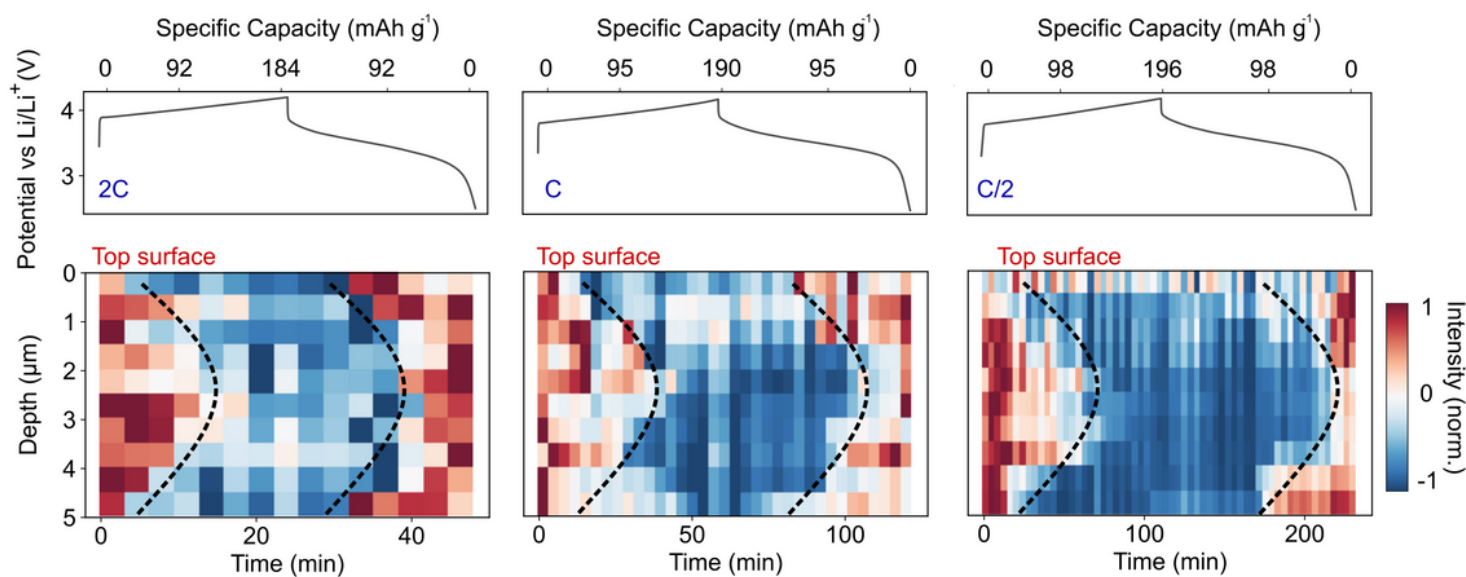 Specific Capacity (mAh g⁻¹)
Specific Capacity (mAh g⁻¹)
Specific Capacity (mAh g⁻¹)
0 92 184 92 0
0 95 190 95 0
0 98 196 98 0
Potential vs Li/Li⁺ (V)
4
3
2C
C
C/2
Top surface
Top surface
Top surface
Depth (µm)
0
1
2
3
4
5
0 20 40
0 50 100
0 100 200
Time (min)
Time (min)
Time (min)
1
0
-1
Intensity (norm.)